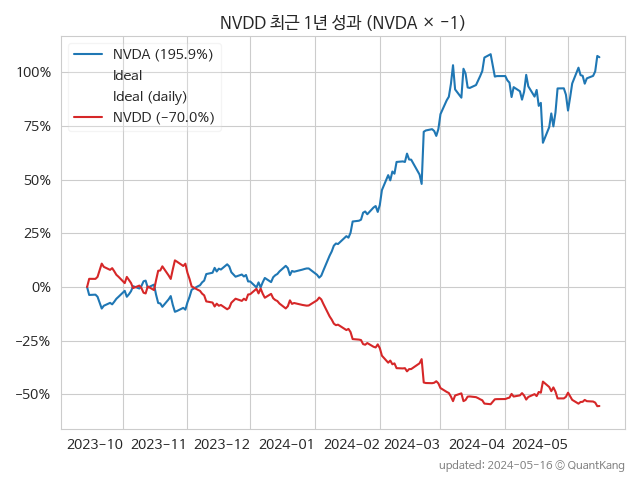 NVDD 최근 1년 성과 (NVDA × −1)
NVDA (195.9%)
Ideal
Ideal (daily)
NVDD (−70.0%)
100%
75%
50%
25%
0%
−25%
−50%
2023−10 2023−11 2023−12 2024−01 2024−02 2024−03 2024−04 2024−05
updated: 2024-05-16 © QuantKang